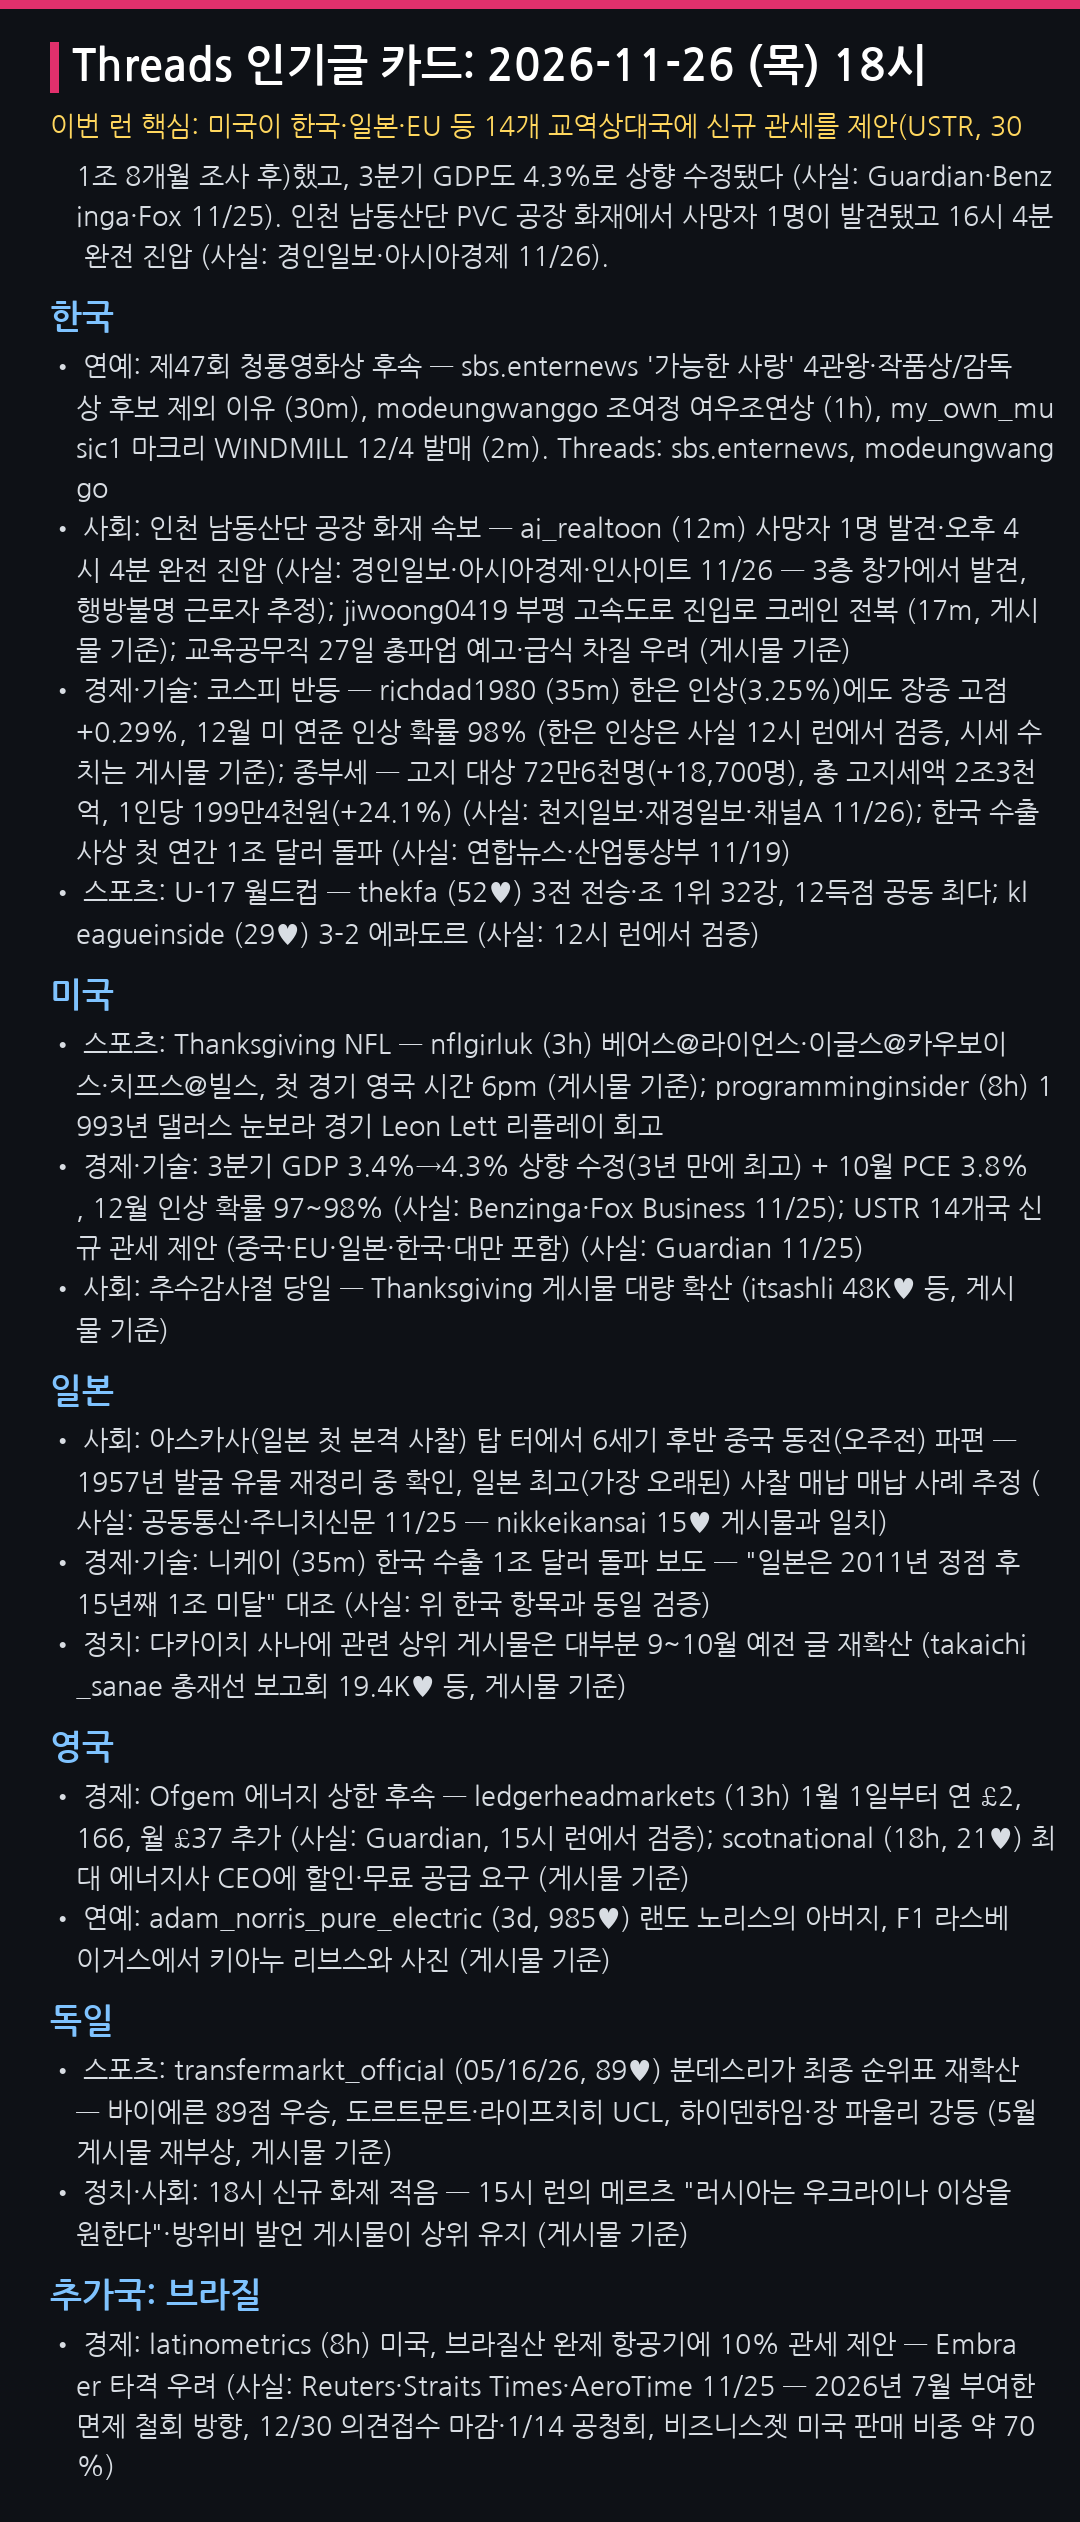 Threads 인기글 카드: 2026-11-26 (목) 18시
이번 런 핵심: 미국이 한국·일본·EU 등 14개 교역상대국에 신규 관세를 제안(USTR, 30
1조 8개월 조사 후)했고, 3분기 GDP도 4.3%로 상향 수정됐다 (사실: Guardian·Benz
inga·Fox 11/25). 인천 남동산단 PVC 공장 화재에서 사망자 1명이 발견됐고 16시 4분
완전 진압 (사실: 경인일보·아시아경제 11/26).
한국
• 연예: 제47회 청룡영화상 후속 — sbs.enternews '가능한 사랑' 4관왕·작품상/감독
상 후보 제외 이유 (30m), modeungwanggo 조여정 여우조연상 (1h), my_own_mu
sic1 마크리 WINDMILL 12/4 발매 (2m). Threads: sbs.enternews, modeungwang
go
• 사회: 인천 남동산단 공장 화재 속보 — ai_realtoon (12m) 사망자 1명 발견·오후 4
시 4분 완전 진압 (사실: 경인일보·아시아경제·인사이트 11/26 — 3층 창가에서 발견,
행방불명 근로자 추정); jiwoong0419 부평 고속도로 진입로 크레인 전복 (17m, 게시
물 기준); 교육공무직 27일 총파업 예고·급식 차질 우려 (게시물 기준)
• 경제·기술: 코스피 반등 — richdad1980 (35m) 한은 인상(3.25%)에도 장중 고점
+0.29%, 12월 미 연준 인상 확률 98% (한은 인상은 사실 12시 런에서 검증, 시세 수
치는 게시물 기준); 종부세 — 고지 대상 72만6천명(+18,700명), 총 고지세액 2조3천
억, 1인당 199만4천원(+24.1%) (사실: 천지일보·재경일보·채널A 11/26); 한국 수출
사상 첫 연간 1조 달러 돌파 (사실: 연합뉴스·산업통상부 11/19)
• 스포츠: U-17 월드컵 — thekfa (52♥) 3전 전승·조 1위 32강, 12득점 공동 최다; kl
eagueinside (29♥) 3-2 에콰도르 (사실: 12시 런에서 검증)
미국
• 스포츠: Thanksgiving NFL — nflgirluk (3h) 베어스@라이언스·이글스@카우보이
스·치프스@빌스, 첫 경기 영국 시간 6pm (게시물 기준); programminginsider (8h) 1
993년 댈러스 눈보라 경기 Leon Lett 리플레이 회고
• 경제·기술: 3분기 GDP 3.4%→4.3% 상향 수정(3년 만에 최고) + 10월 PCE 3.8%
, 12월 인상 확률 97~98% (사실: Benzinga·Fox Business 11/25); USTR 14개국 신
규 관세 제안 (중국·EU·일본·한국·대만 포함) (사실: Guardian 11/25)
• 사회: 추수감사절 당일 — Thanksgiving 게시물 대량 확산 (itsashli 48K♥ 등, 게시
물 기준)
일본
• 사회: 아스카사(일본 첫 본격 사찰) 탑 터에서 6세기 후반 중국 동전(오주전) 파편 —
1957년 발굴 유물 재정리 중 확인, 일본 최고(가장 오래된) 사찰 매납 매납 사례 추정 (
사실: 공동통신·주니치신문 11/25 — nikkeikansai 15♥ 게시물과 일치)
• 경제·기술: 니케이 (35m) 한국 수출 1조 달러 돌파 보도 — "일본은 2011년 정점 후
15년째 1조 미달" 대조 (사실: 위 한국 항목과 동일 검증)
• 정치: 다카이치 사나에 관련 상위 게시물은 대부분 9~10월 예전 글 재확산 (takaichi
_sanae 총재선 보고회 19.4K♥ 등, 게시물 기준)
영국
• 경제: Ofgem 에너지 상한 후속 — ledgerheadmarkets (13h) 1월 1일부터 연 £2,
166, 월 £37 추가 (사실: Guardian, 15시 런에서 검증); scotnational (18h, 21♥) 최
대 에너지사 CEO에 할인·무료 공급 요구 (게시물 기준)
• 연예: adam_norris_pure_electric (3d, 985♥) 랜도 노리스의 아버지, F1 라스베
이거스에서 키아누 리브스와 사진 (게시물 기준)
독일
• 스포츠: transfermarkt_official (05/16/26, 89♥) 분데스리가 최종 순위표 재확산
— 바이에른 89점 우승, 도르트문트·라이프치히 UCL, 하이덴하임·장 파울리 강등 (5월
게시물 재부상, 게시물 기준)
• 정치·사회: 18시 신규 화제 적음 — 15시 런의 메르츠 "러시아는 우크라이나 이상을
원한다"·방위비 발언 게시물이 상위 유지 (게시물 기준)
추가국: 브라질
• 경제: latinometrics (8h) 미국, 브라질산 완제 항공기에 10% 관세 제안 — Embra
er 타격 우려 (사실: Reuters·Straits Times·AeroTime 11/25 — 2026년 7월 부여한
면제 철회 방향, 12/30 의견접수 마감·1/14 공청회, 비즈니스젯 미국 판매 비중 약 70
%)